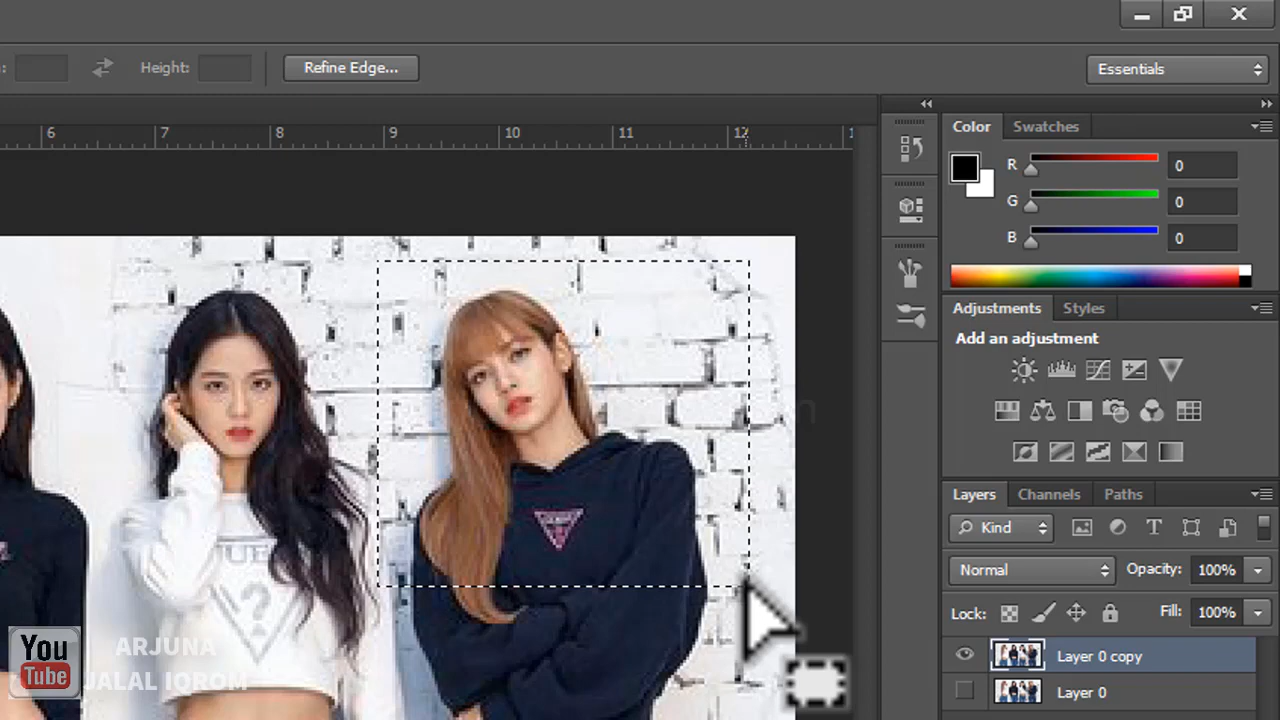 Height:
Refine Edge...
Essentials
6 7 8 9 10 11 12
Color Swatches
R 0
G 0
B 0
Adjustments Styles
Add an adjustment
Layers Channels Paths
Kind
Normal Opacity: 100%
Lock: Fill: 100%
Layer 0 copy
Layer 0
?
You
Tube
ARJUNA
JALAL IOROM